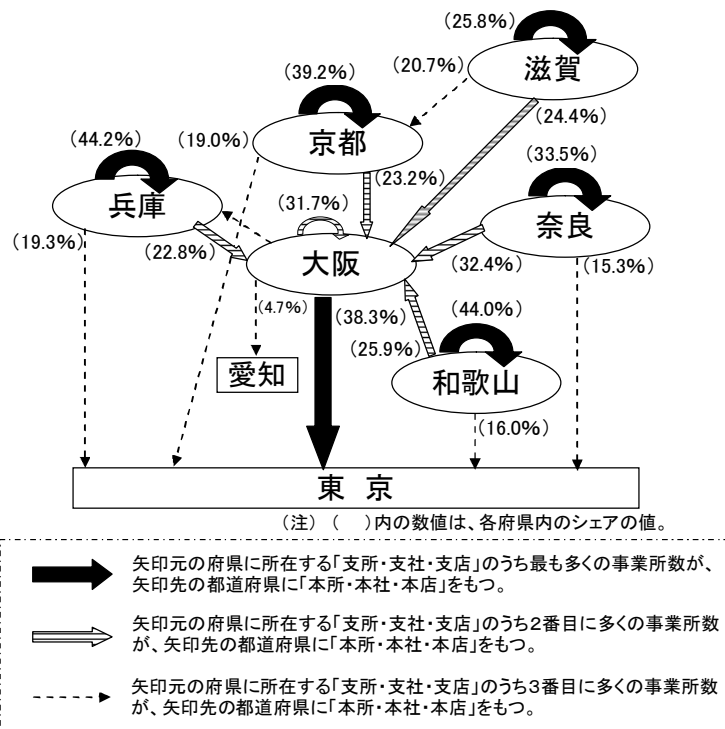 (25.8%)
滋賀
(39.2%)
(20.7%)
(44.2%)
(19.0%)
京都
(24.4%)
(33.5%)
兵庫
(31.7%)
(23.2%)
奈良
(19.3%)
(22.8%)
大阪
(32.4%)
(15.3%)
(4.7%)
(38.3%)
(44.0%)
(25.9%)
愛知
和歌山
(16.0%)
東 京
(注) ( )内の数値は、各府県内のシェアの値。
矢印元の府県に所在する「支所・支社・支店」のうち最も多くの事業所数が、
矢印先の都道府県に「本所・本社・本店」をもつ。
矢印元の府県に所在する「支所・支社・支店」のうち2番目に多くの事業所数
が、矢印先の都道府県に「本所・本社・本店」をもつ。
矢印元の府県に所在する「支所・支社・支店」のうち3番目に多くの事業所数
が、矢印先の都道府県に「本所・本社・本店」をもつ。